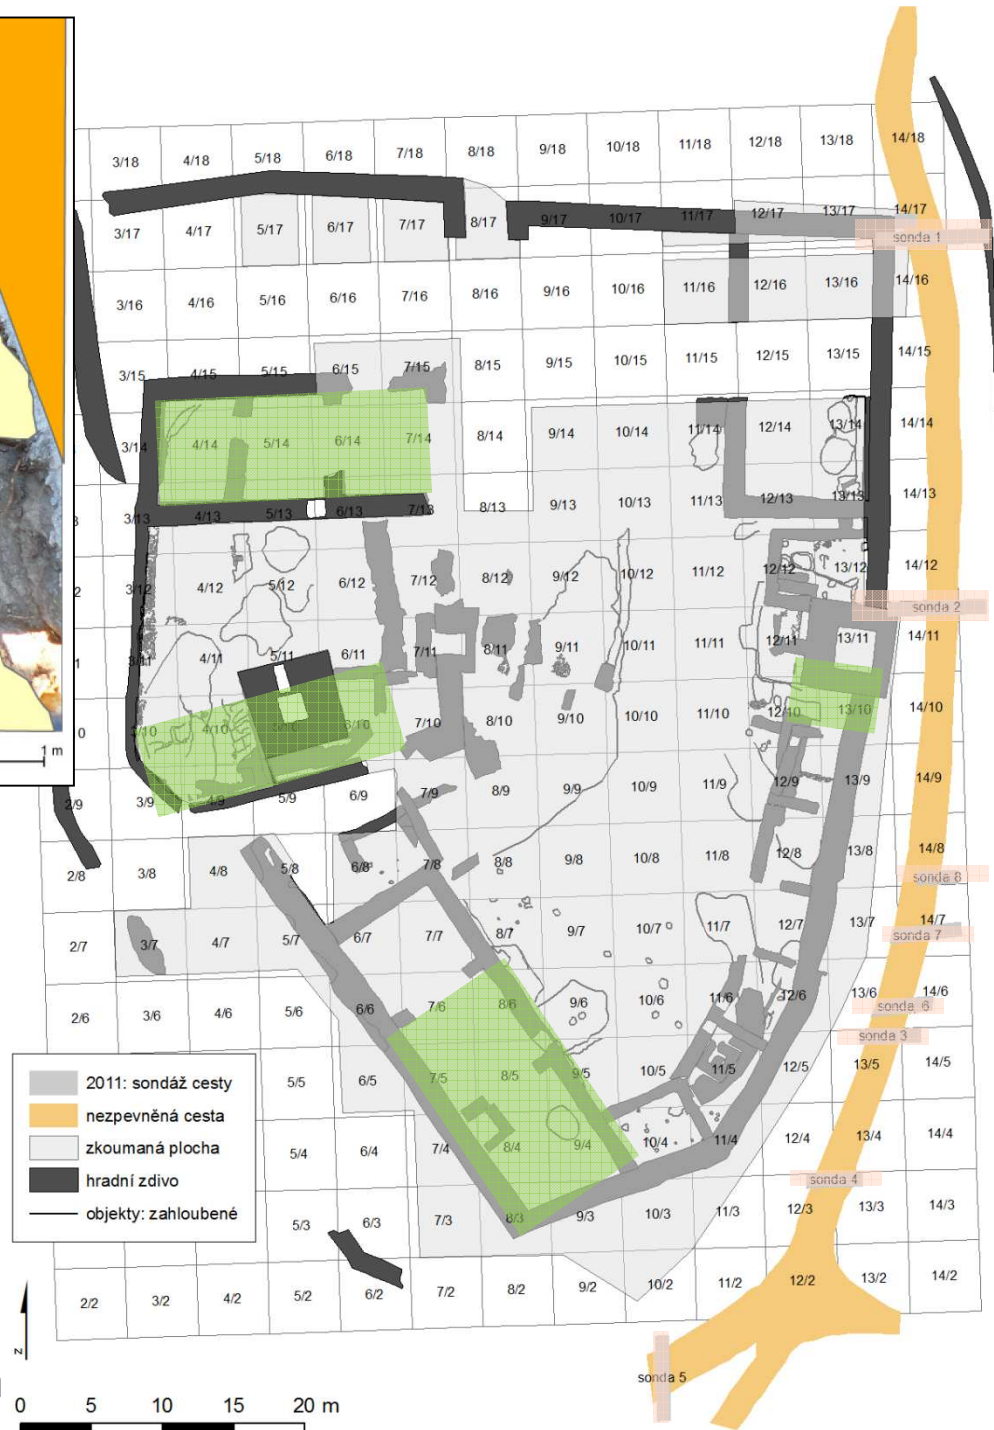 3/18 4/18 5/18 6/18 7/18 8/18 9/18 10/18 11/18 12/18 13/18 14/18
3/17 4/17 5/17 6/17 7/17 8/17 9/17 10/17 11/17 12/17 13/17 14/17
sonda 1
3/16 4/16 5/16 6/16 7/16 8/16 9/16 10/16 11/16 12/16 13/16 14/16
3/15 4/15 5/15 6/15 7/15 8/15 9/15 10/15 11/15 12/15 13/15 14/15
3/14 4/14 5/14 6/14 7/14 8/14 9/14 10/14 11/14 12/14 13/14 14/14
3 3/13 4/13 5/13 6/13 7/13 8/13 9/13 10/13 11/13 12/13 13/13 14/13
2 3/12 4/12 5/12 6/12 7/12 8/12 9/12 10/12 11/12 12/12 13/12 14/12
sonda 2
1 3/11 4/11 5/11 6/11 7/11 8/11 9/11 10/11 11/11 12/11 13/11 14/11
0 3/10 4/10 5/10 6/10 7/10 8/10 9/10 10/10 11/10 12/10 13/10 14/10
1 m
2/9 3/9 4/9 5/9 6/9 7/9 8/9 9/9 10/9 11/9 12/9 13/9 14/9
2/8 3/8 4/8 5/8 6/8 7/8 8/8 9/8 10/8 11/8 12/8 13/8 14/8
sonda 8
2/7 3/7 4/7 5/7 6/7 7/7 8/7 9/7 10/7 11/7 12/7 13/7 14/7
sonda 7
2/6 3/6 4/6 5/6 6/6 7/6 8/6 9/6 10/6 11/6 12/6 13/6 14/6
sonda 6
sonda 3
5/5 6/5 7/5 8/5 9/5 10/5 11/5 12/5 13/5 14/5
5/4 6/4 7/4 8/4 9/4 10/4 11/4 12/4 13/4 14/4
sonda 4
5/3 6/3 7/3 8/3 9/3 10/3 11/3 12/3 13/3 14/3
2/2 3/2 4/2 5/2 6/2 7/2 8/2 9/2 10/2 11/2 12/2 13/2 14/2
sonda 5
2011: sondáž cesty
nezpevněná cesta
zkoumaná plocha
hradní zdivo
objekty: zahloubené
z
0 5 10 15 20 m